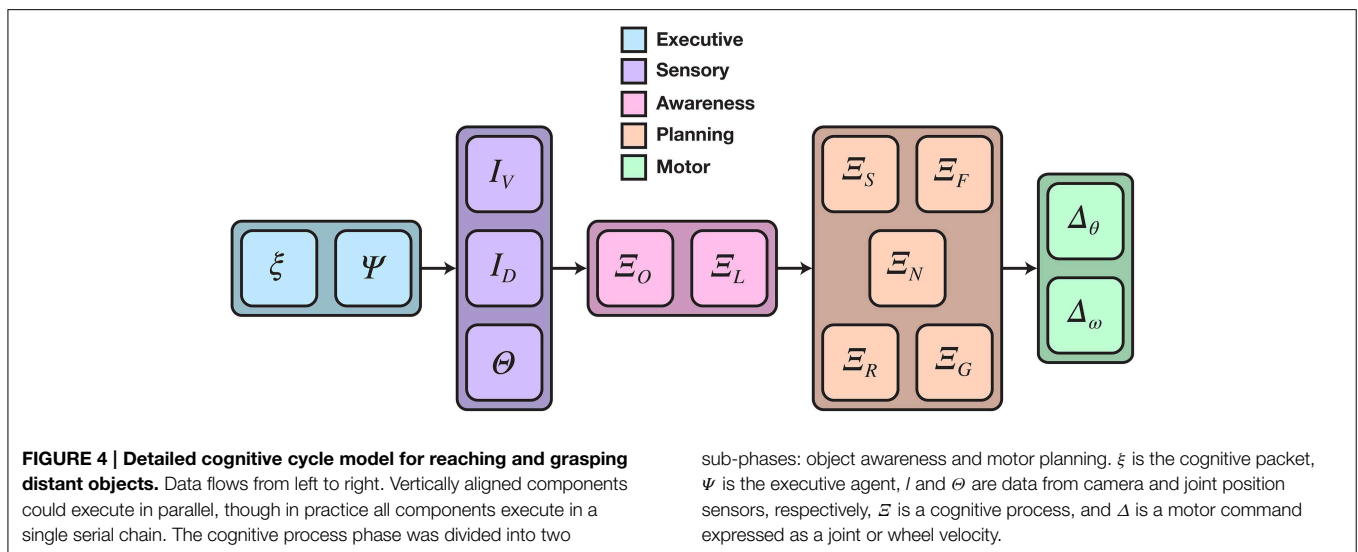 Executive
Sensory
Awareness
Planning
Motor
ξ Ψ
I_V
I_D
Θ
Ξ_O Ξ_L
Ξ_S Ξ_F
Ξ_N
Ξ_R Ξ_G
Δ_θ
Δ_ω
FIGURE 4 | Detailed cognitive cycle model for reaching and grasping
distant objects. Data flows from left to right. Vertically aligned components
could execute in parallel, though in practice all components execute in a
single serial chain. The cognitive process phase was divided into two
sub-phases: object awareness and motor planning. ξ is the cognitive packet,
Ψ is the executive agent, I and Θ are data from camera and joint position
sensors, respectively, Ξ is a cognitive process, and Δ is a motor command
expressed as a joint or wheel velocity.